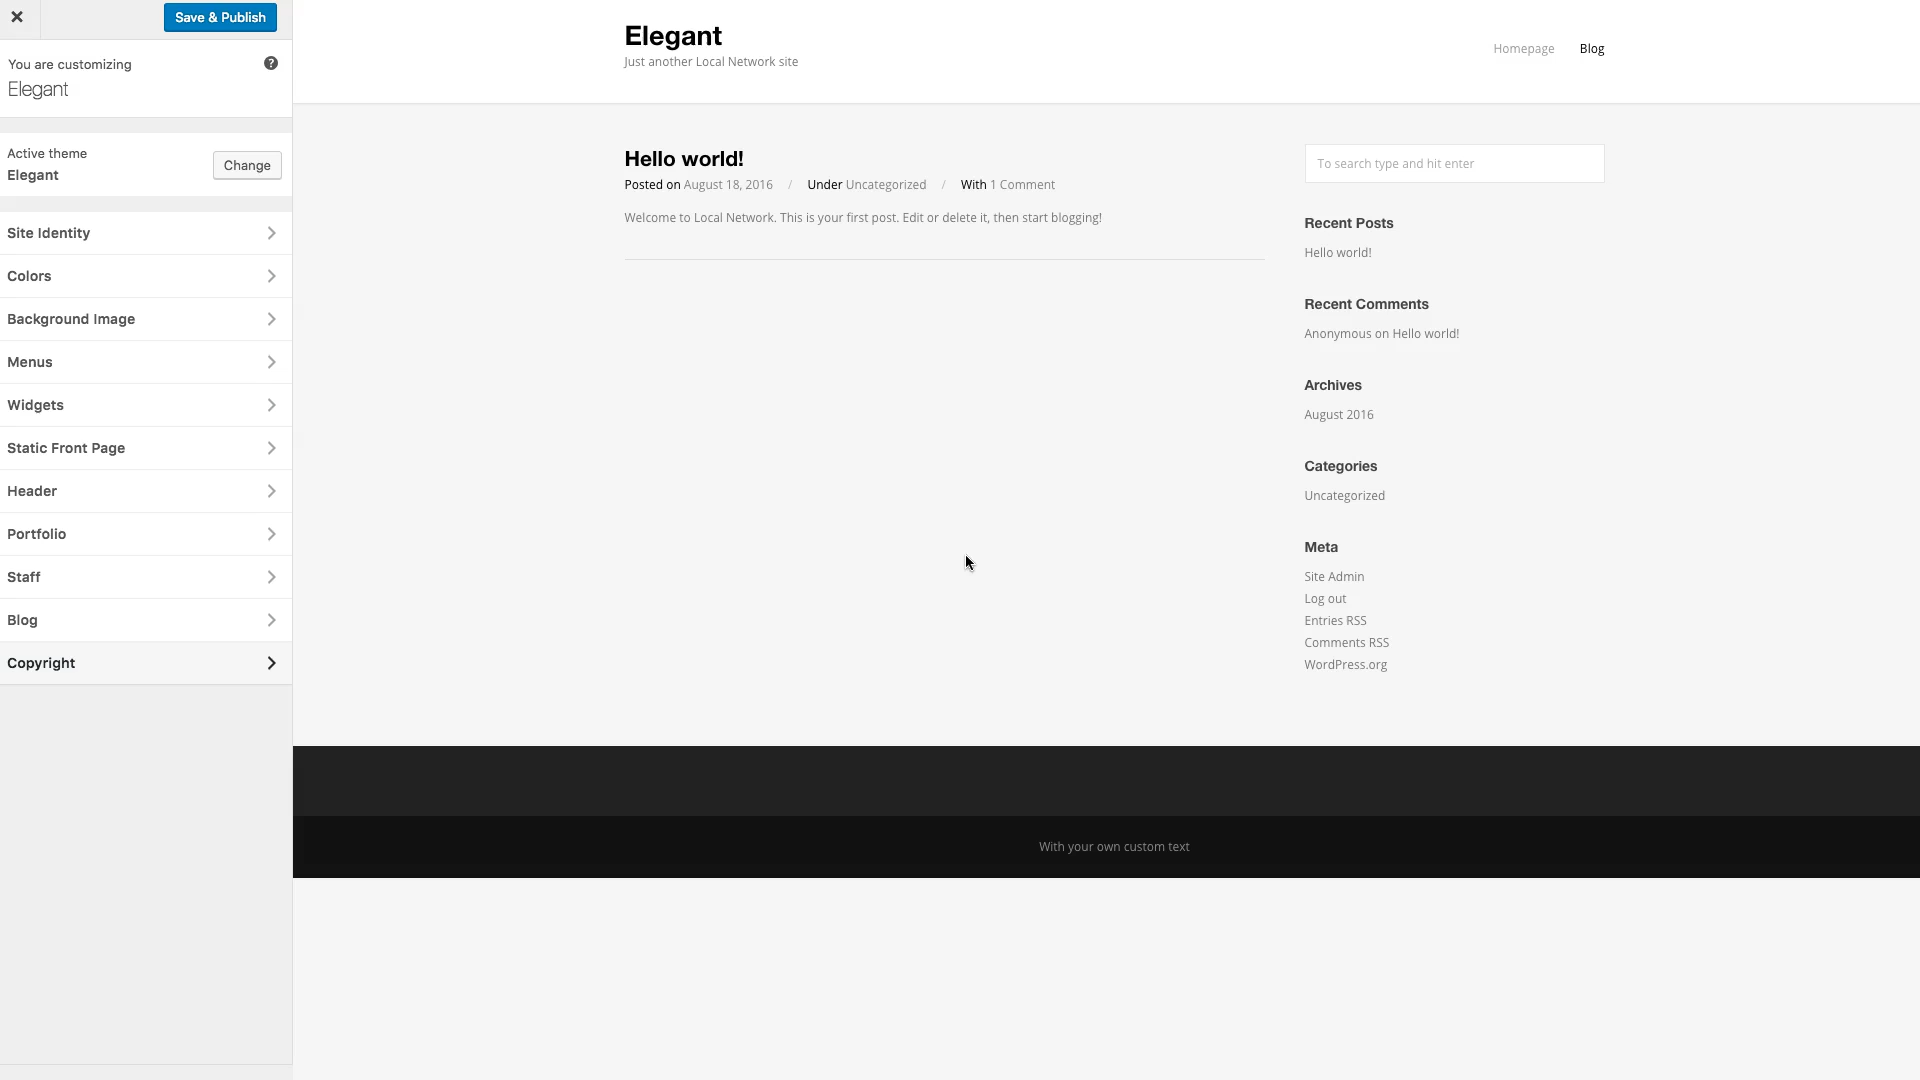 Save & Publish
You are customizing
Elegant
Active theme
Elegant
Change
Site Identity
Colors
Background Image
Menus
Widgets
Static Front Page
Header
Portfolio
Staff
Blog
Copyright
Elegant
Just another Local Network site
Homepage
Blog
Hello world!
Posted on August 18, 2016 / Under Uncategorized / With 1 Comment
Welcome to Local Network. This is your first post. Edit or delete it, then start blogging!
To search type and hit enter
Recent Posts
Hello world!
Recent Comments
Anonymous on Hello world!
Archives
August 2016
Categories
Uncategorized
Meta
Site Admin
Log out
Entries RSS
Comments RSS
WordPress.org
With your own custom text